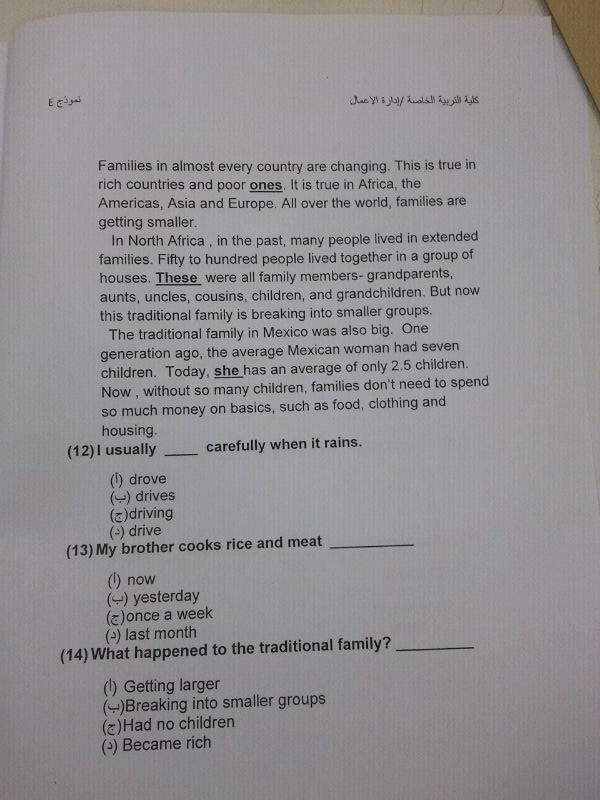 نموذج E
كلية التربية الخاصة /إدارة الاعمال
Families in almost every country are changing. This is true in
rich countries and poor ones. It is true in Africa, the
Americas, Asia and Europe. All over the world, families are
getting smaller.
In North Africa , in the past, many people lived in extended
families. Fifty to hundred people lived together in a group of
houses. These were all family members- grandparents,
aunts, uncles, cousins, children, and grandchildren. But now
this traditional family is breaking into smaller groups.
The traditional family in Mexico was also big. One
generation ago, the average Mexican woman had seven
children. Today, she has an average of only 2.5 children.
Now , without so many children, families don't need to spend
so much money on basics, such as food, clothing and
housing.
(12) I usually ____ carefully when it rains.
(أ) drove
(ب) drives
(ج)driving
(د) drive
(13) My brother cooks rice and meat __________
(أ) now
(ب) yesterday
(ج)once a week
(د) last month
(14) What happened to the traditional family? _________
(أ) Getting larger
(ب)Breaking into smaller groups
(ج)Had no children
(د) Became rich